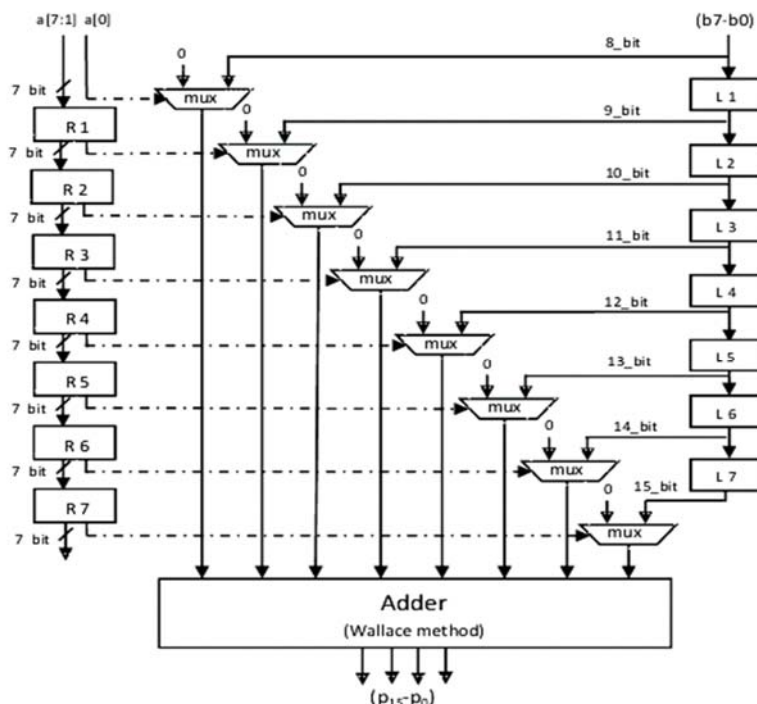 a[7:1] a[0] (b7-b0)
8_bit
0
7 bit
mux
L 1
9_bit
0
R 1
7 bit
mux
L 2
10_bit
0
R 2
7 bit
mux
L 3
11_bit
0
R 3
7 bit
mux
L 4
12_bit
0
R 4
7 bit
mux
L 5
13_bit
0
R 5
7 bit
mux
L 6
14_bit
0
R 6
7 bit
mux
L 7
15_bit
0
R 7
7 bit
mux
Adder
(Wallace method)
(p₁₅-p₀)